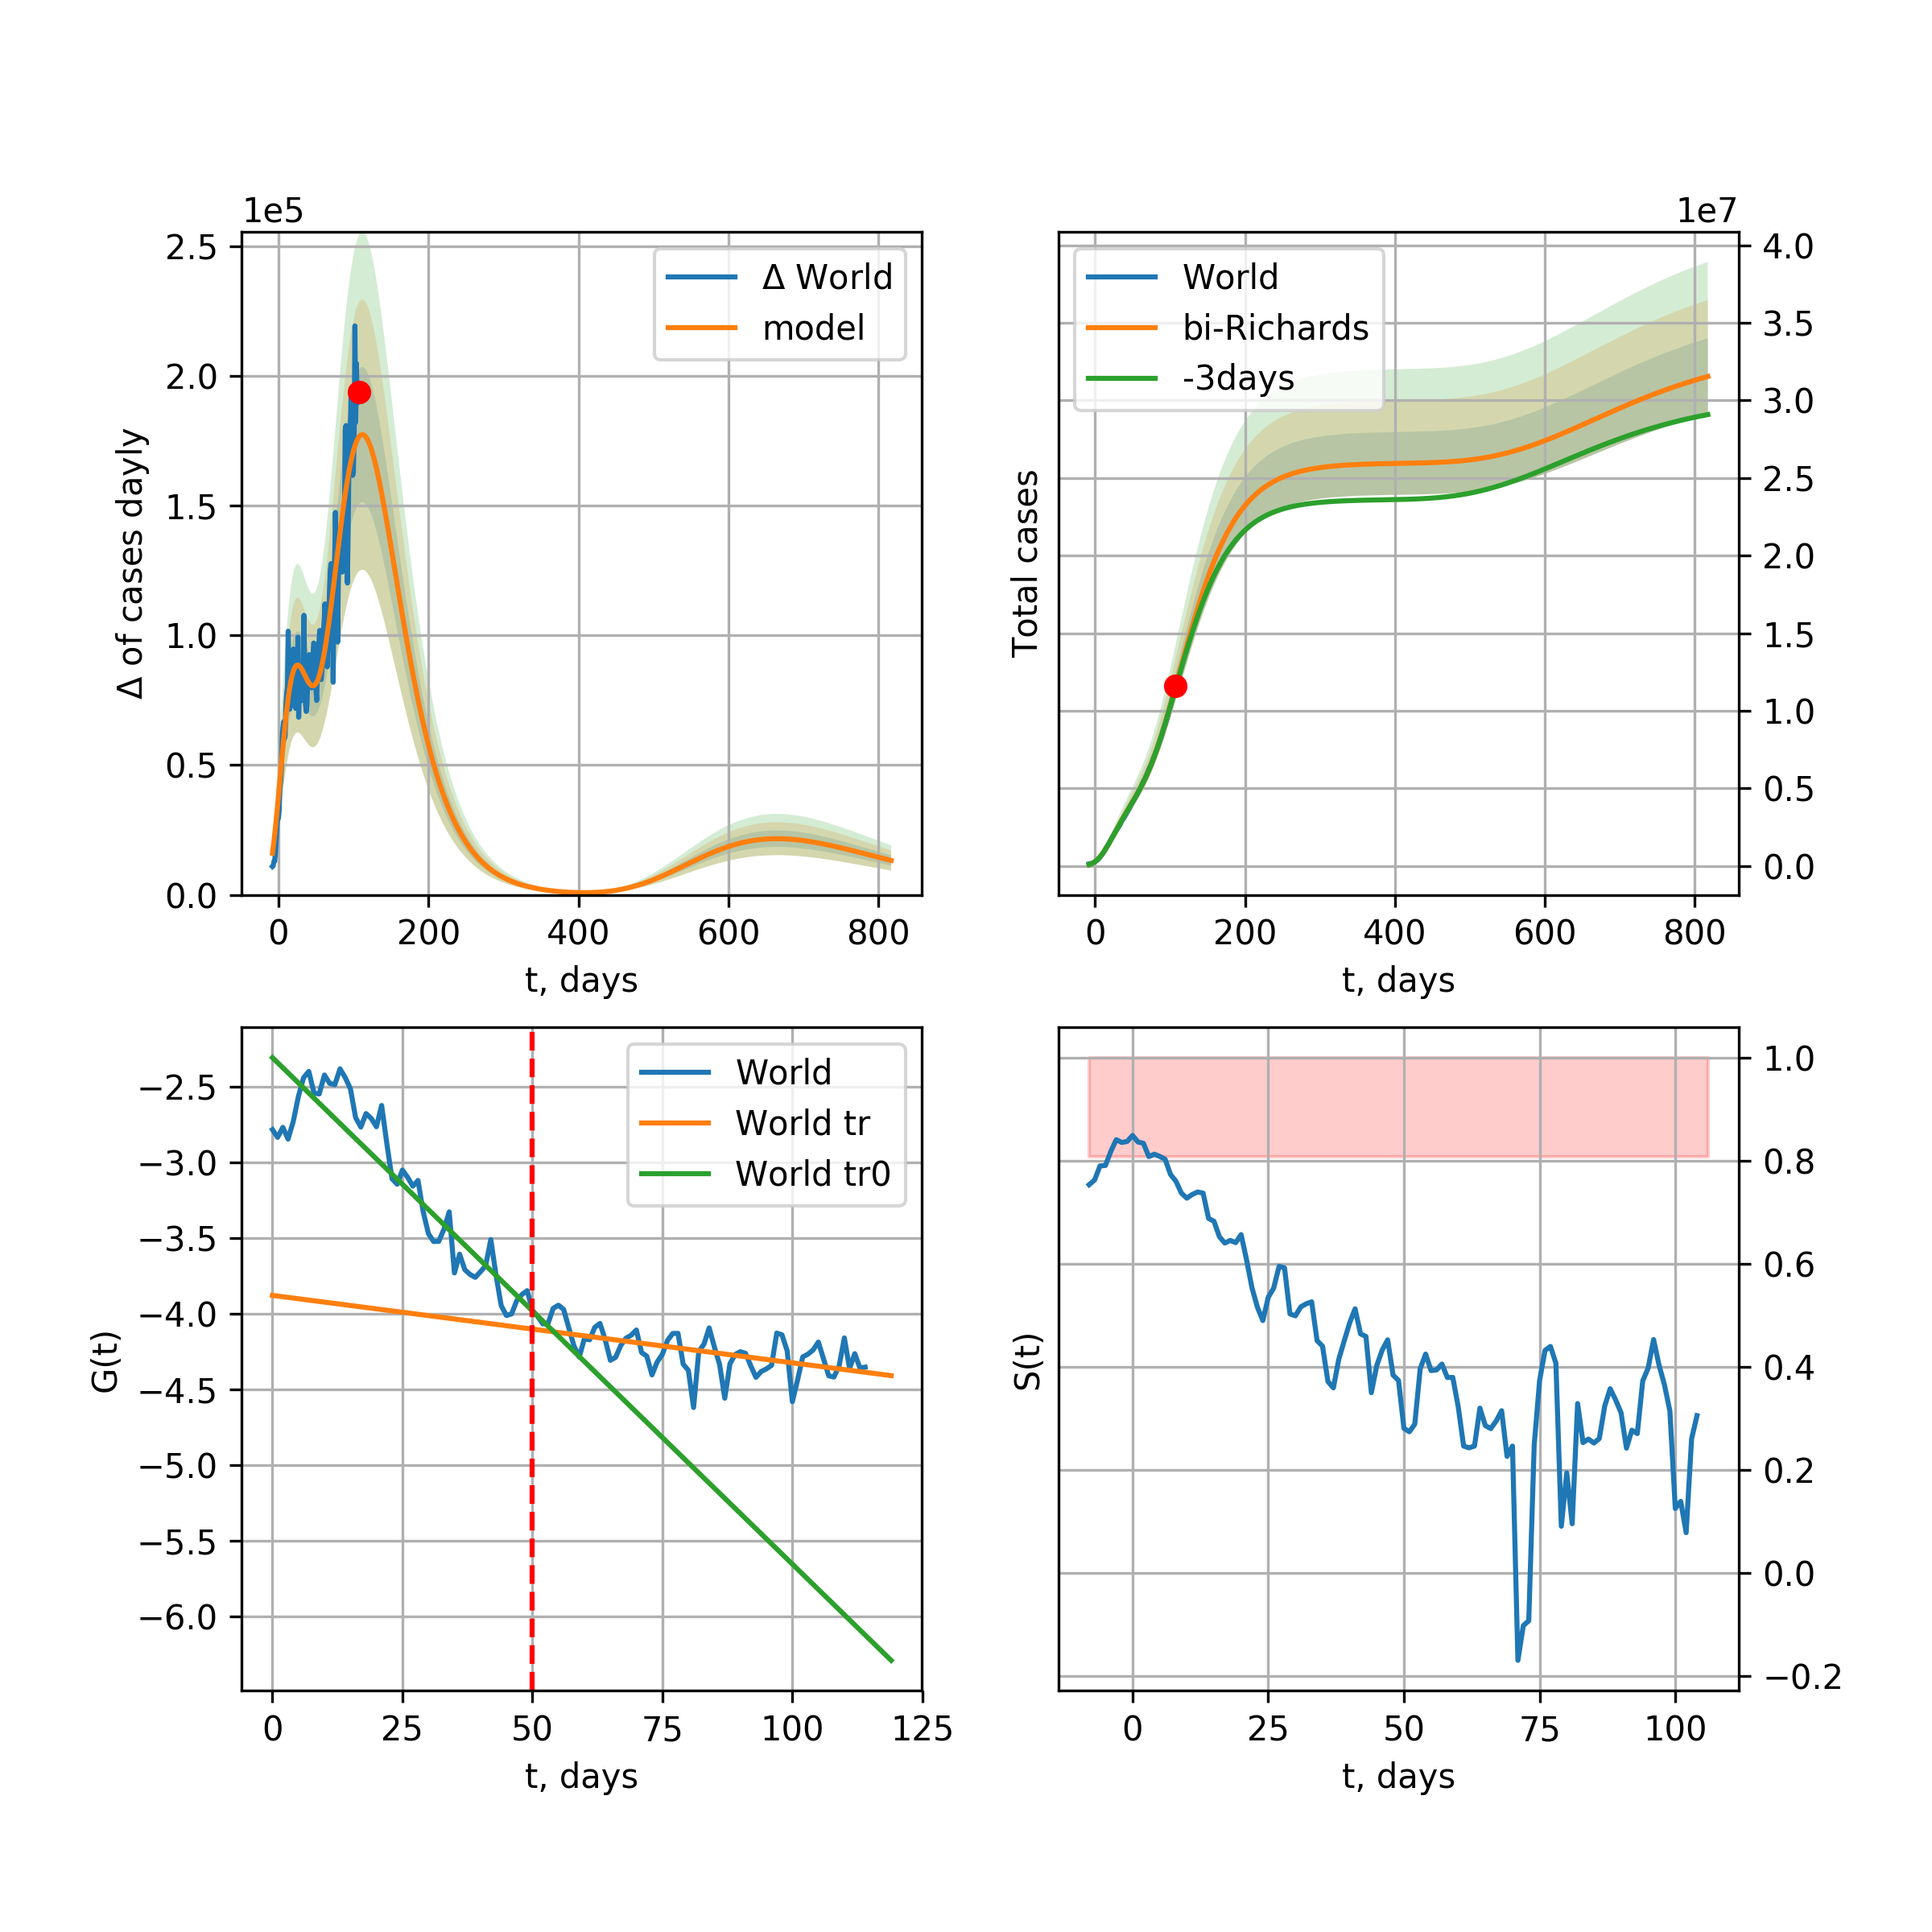 1e5
2.5
2.0
1.5
1.0
0.5
0.0
Δ of cases dayly
Δ World
model
0 200 400 600 800
t, days
1e7
4.0
3.5
3.0
2.5
2.0
1.5
1.0
0.5
0.0
Total cases
World
bi-Richards
-3days
0 200 400 600 800
t, days
−2.5
−3.0
−3.5
−4.0
−4.5
−5.0
−5.5
−6.0
G(t)
World
World tr
World tr0
0 25 50 75 100 125
t, days
1.0
0.8
0.6
0.4
0.2
0.0
−0.2
S(t)
0 25 50 75 100
t, days